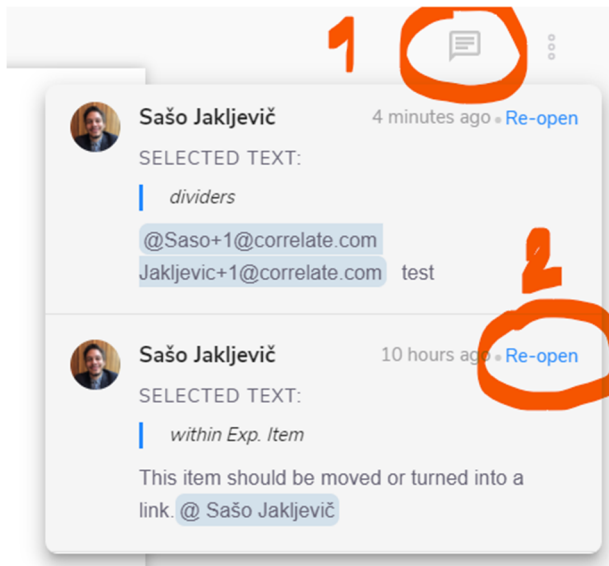 1
Sašo Jakljevič 4 minutes ago • Re-open
SELECTED TEXT:
dividers
@Saso+1@correlate.com
Jakljevic+1@correlate.com test
2
Sašo Jakljevič 10 hours ago • Re-open
SELECTED TEXT:
within Exp. Item
This item should be moved or turned into a
link. @ Sašo Jakljevič